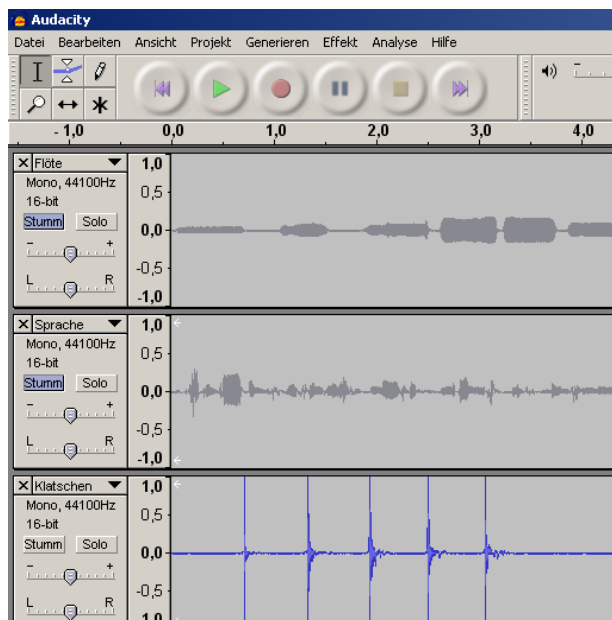 Audacity
Datei Bearbeiten Ansicht Projekt Generieren Effekt Analyse Hilfe
- 1,0 0,0 1,0 2,0 3,0 4,0
Flöte
Mono, 44100Hz
16-bit
Stumm Solo
- +
L R
1,0
0,5
0,0
-0,5
-1,0
Sprache
Mono, 44100Hz
16-bit
Stumm Solo
- +
L R
1,0
0,5
0,0
-0,5
-1,0
Klatschen
Mono, 44100Hz
16-bit
Stumm Solo
- +
L R
1,0
0,5
0,0
-0,5
-1,0